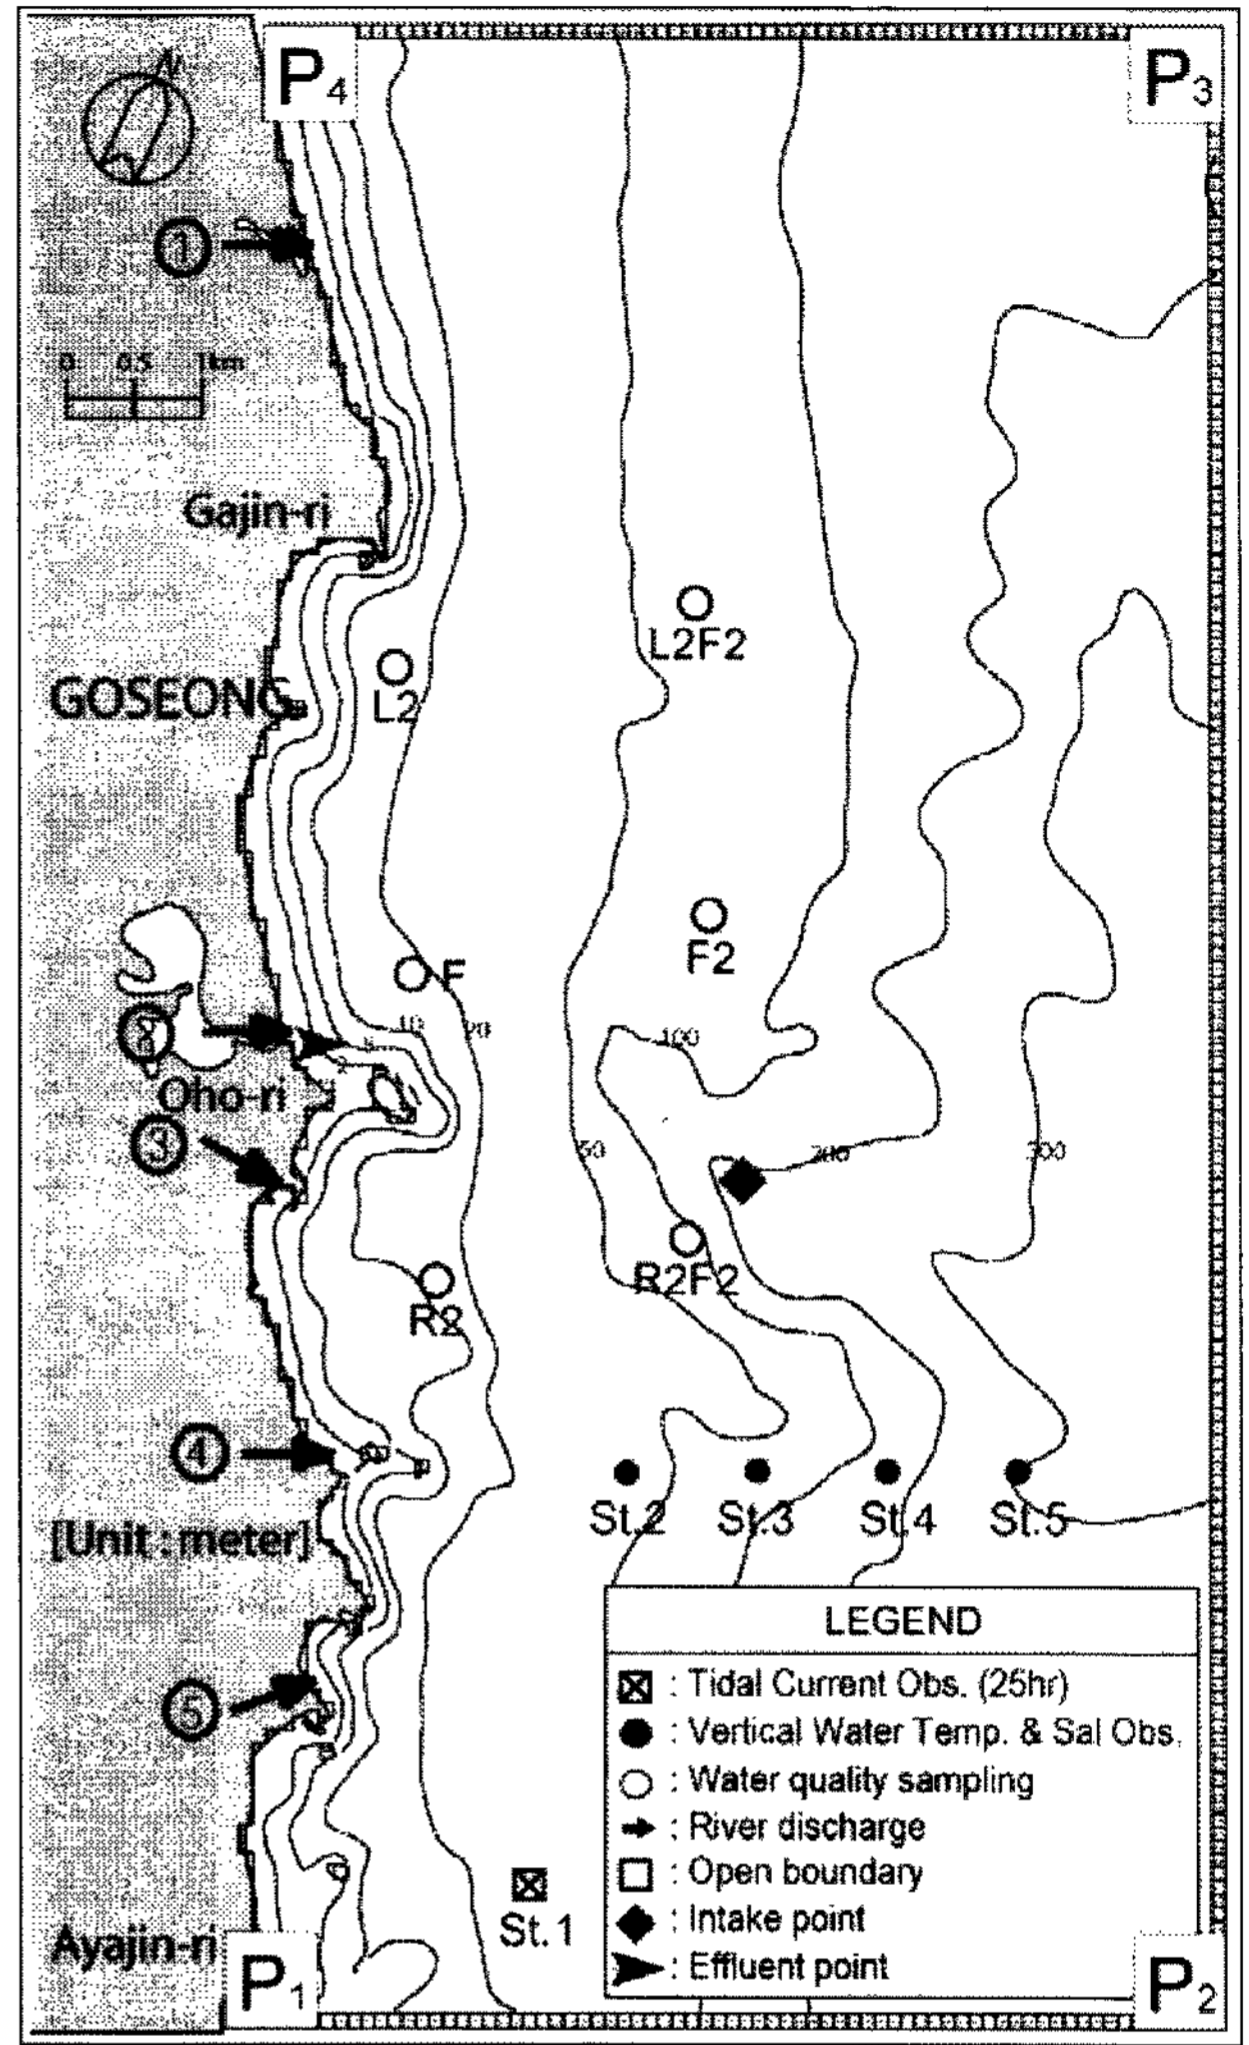 P4
P3
N
1
0 0.5 1km
Gajin-ri
L2F2
GOSEONG
L2
F2
F
10
20
2
5
2
100
Oho-ri
3
50
200
300
R2F2
R2
4
St.2
St.3
St.4
St.5
[Unit : meter]
LEGEND
: Tidal Current Obs. (25hr)
5
: Vertical Water Temp. & Sal Obs.
: Water quality sampling
: River discharge
: Open boundary
St.1
: Intake point
Ayajin-ri
: Effluent point
P1
P2